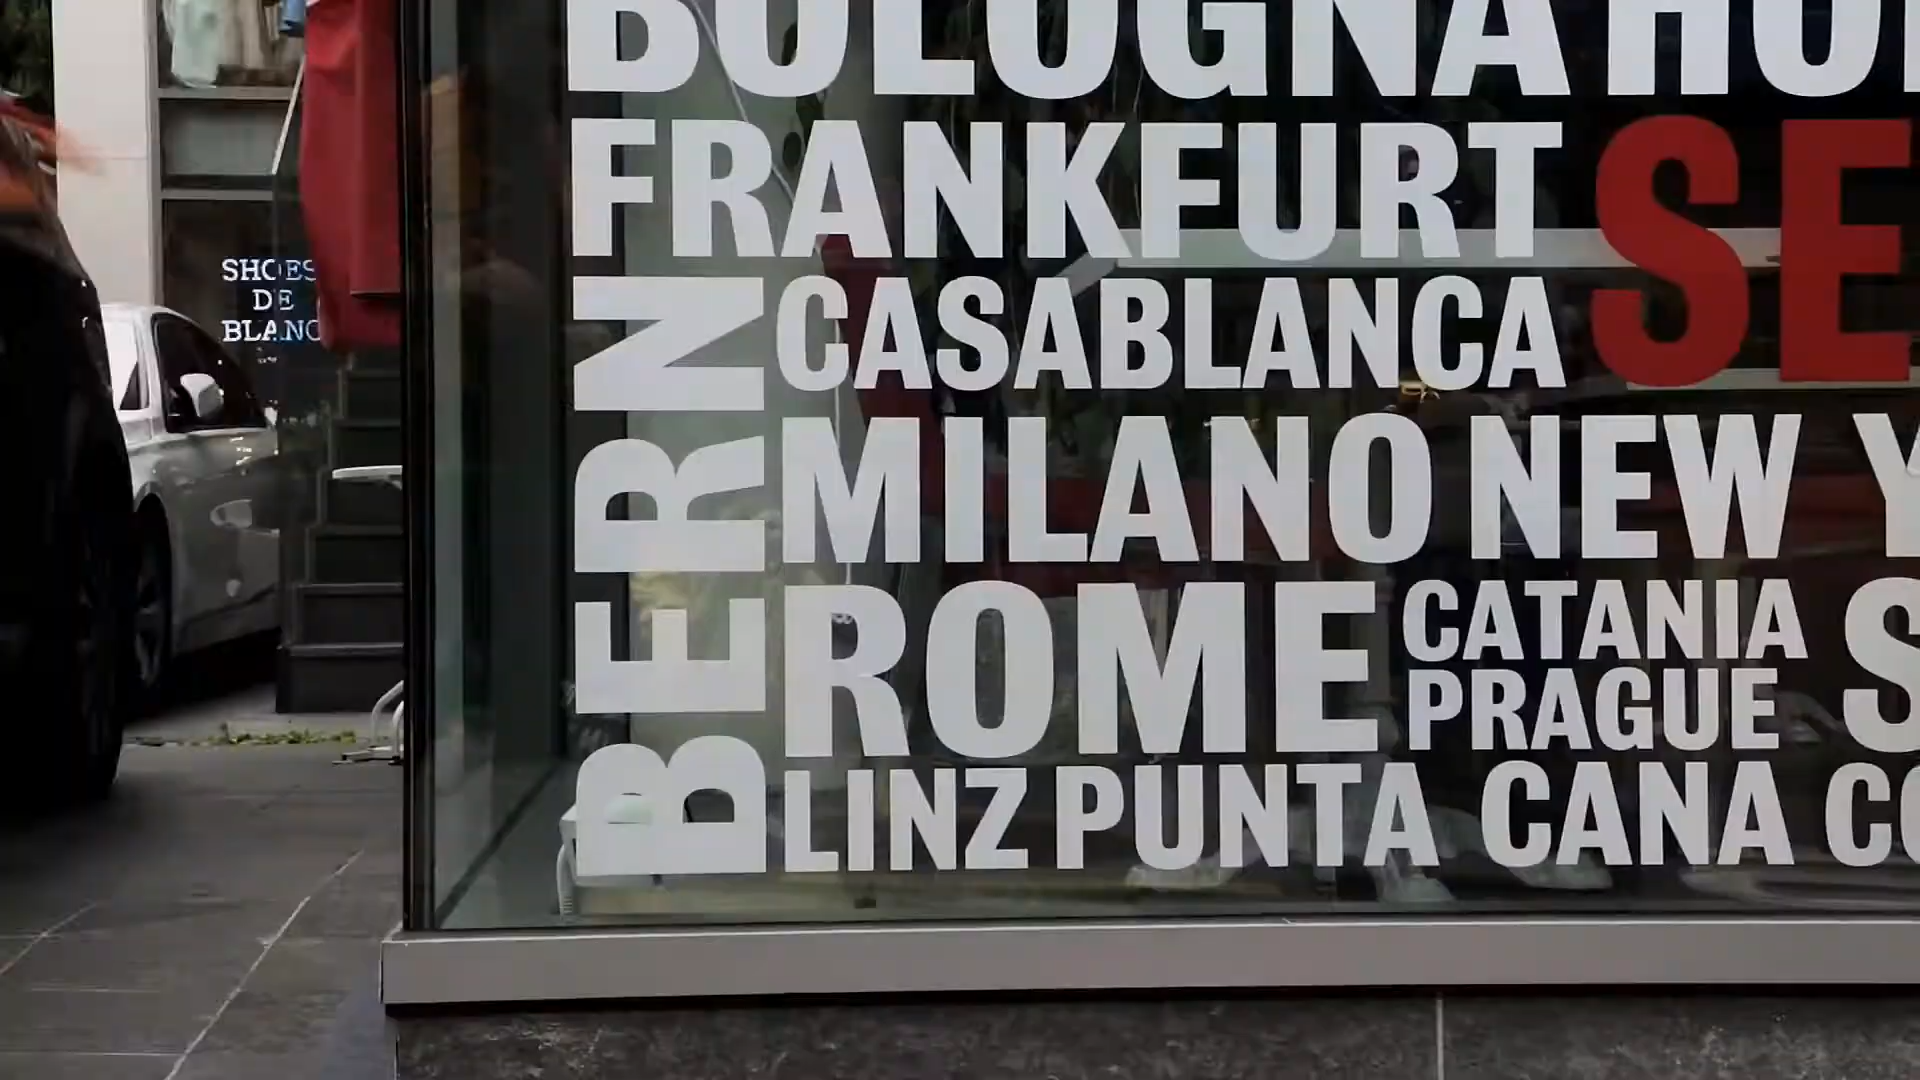 BOLOGNA
FRANKFURT
SHOES
DE
BLANC
BERN
CASABLANCA
MILANO NEW
ROME
CATANIA
PRAGUE
LINZ PUNTA CANA